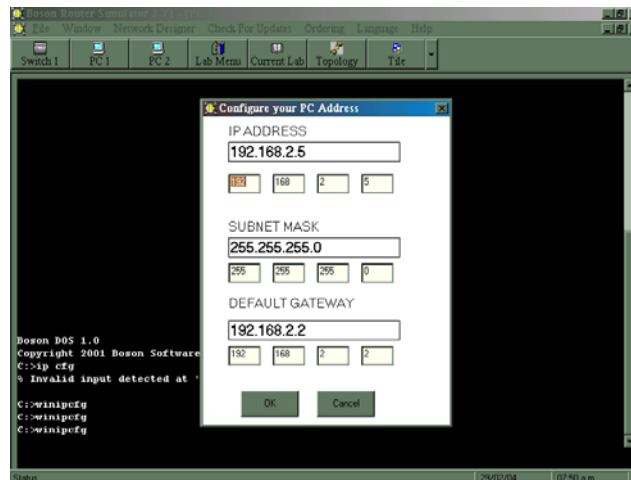 Boson Router Simulator
File Window Network Designer Check For Updates Ordering Language Help
Switch 1 PC 1 PC 2 Lab Menu Current Lab Topology Tile
Configure your PC Address
IP ADDRESS
192.168.2.5
192 168 2 5
SUBNET MASK
255.255.255.0
255 255 255 0
DEFAULT GATEWAY
192.168.2.2
192 168 2 2
OK Cancel
Boson DOS 1.0
Copyright 2001 Boson Software
C:>ip cfg
% Invalid input detected at '
C:>winipcfg
C:>winipcfg
C:>winipcfg
Status 29/02/04 07:50 a.m.